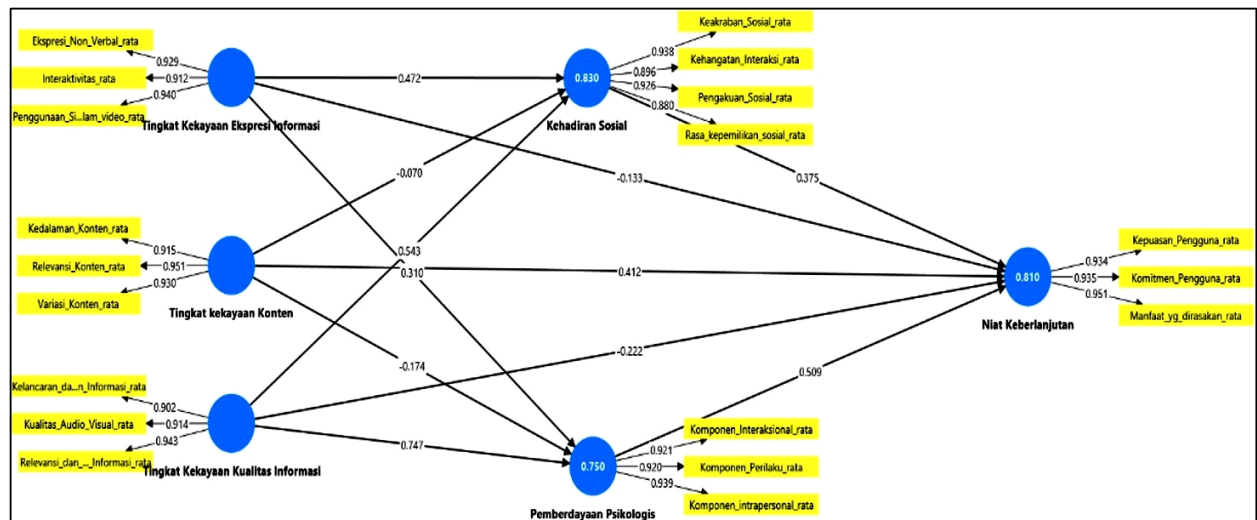 Ekspresi_Non_Verbal_rata
0.929
Interaktivitas_rata
0.912
0.940
Penggunaan_Si...lam_video_rata
Tingkat Kekayaan Ekspresi Informasi
0.472
0.830
Kehadiran Sosial
Keakraban_Sosial_rata
0.938
Kehangatan_Interaksi_rata
0.896
0.926
Pengakuan_Sosial_rata
0.880
Rasa_kepemilikan_sosial_rata
-0.070
-0.133
0.375
Kedalaman_Konten_rata
0.915
Relevansi_Konten_rata
0.951
0.930
Variasi_Konten_rata
Tingkat kekayaan Konten
0.543
0.310
0.412
0.810
Niat Keberlanjutan
Kepuasan_Pengguna_rata
0.934
Komitmen_Pengguna_rata
0.935
0.951
Manfaat_yg_dirasakan_rata
-0.174
-0.222
0.509
Kelancaran_da...n_Informasi_rata
0.902
Kualitas_Audio_Visual_rata
0.914
0.943
Relevansi_dan_..._Informasi_rata
Tingkat Kekayaan Kualitas Informasi
0.747
0.750
Pemberdayaan Psikologis
Komponen_Interaksional_rata
0.921
Komponen_Perilaku_rata
0.920
0.939
Komponen_intrapersonal_rata